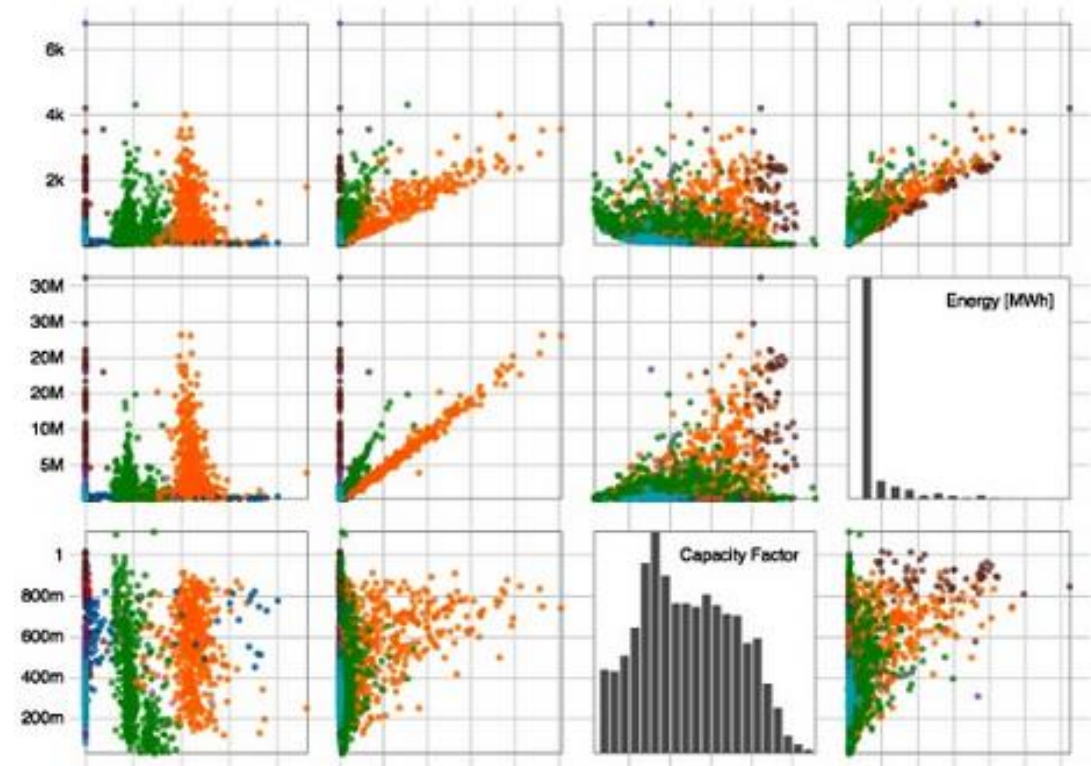 6k
4k
2k
30M
30M
20M
20M
10M
5M
Energy [MWh]
1
800m
600m
400m
200m
Capacity Factor